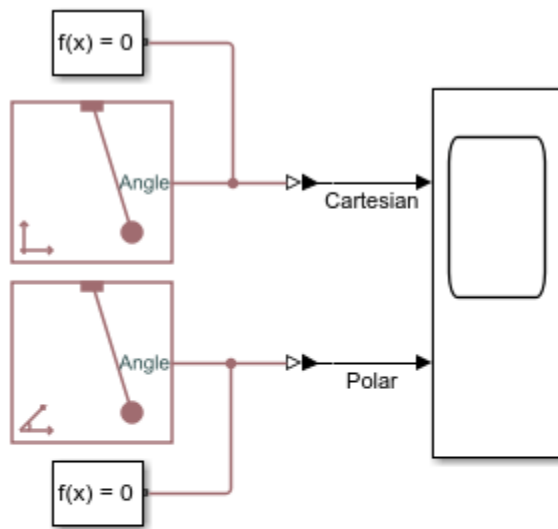 f(x) = 0
Angle
Cartesian
Angle
Polar
f(x) = 0